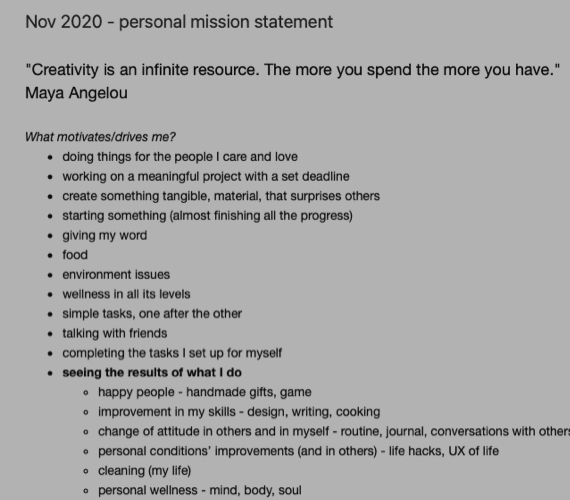 Nov 2020 - personal mission statement
"Creativity is an infinite resource. The more you spend the more you have."
Maya Angelou
What motivates/drives me?
• doing things for the people I care and love
• working on a meaningful project with a set deadline
• create something tangible, material, that surprises others
• starting something (almost finishing all the progress)
• giving my word
• food
• environment issues
• wellness in all its levels
• simple tasks, one after the other
• talking with friends
• completing the tasks I set up for myself
• seeing the results of what I do
◦ happy people - handmade gifts, game
◦ improvement in my skills - design, writing, cooking
◦ change of attitude in others and in myself - routine, journal, conversations with others
◦ personal conditions' improvements (and in others) - life hacks, UX of life
◦ cleaning (my life)
◦ personal wellness - mind, body, soul